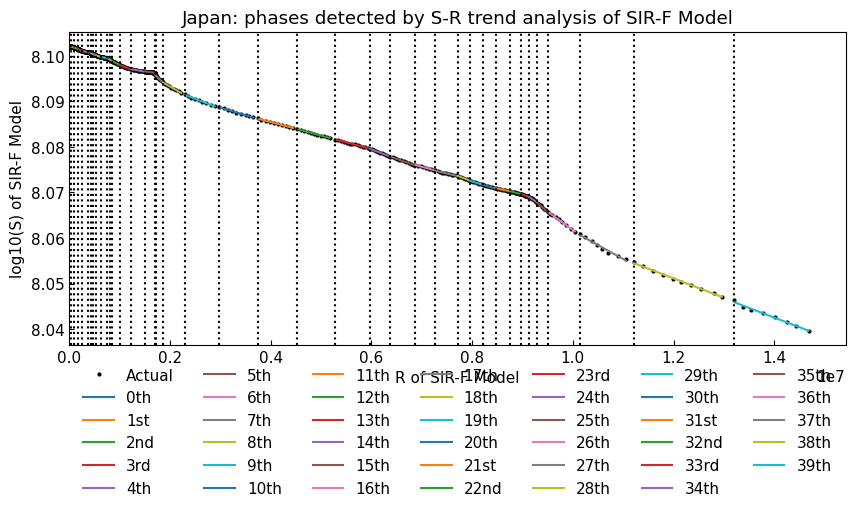 Japan: phases detected by S-R trend analysis of SIR-F Model
log10(S) of SIR-F Model
8.10
8.09
8.08
8.07
8.06
8.05
8.04
0.0 0.2 0.4 0.6 0.8 1.0 1.2 1.4
R of SIR-F Model
1e7
Actual 5th 11th 17th 23rd 29th 35th
0th 6th 12th 18th 24th 30th 36th
1st 7th 13th 19th 25th 31st 37th
2nd 8th 14th 20th 26th 32nd 38th
3rd 9th 15th 21st 27th 33rd 39th
4th 10th 16th 22nd 28th 34th